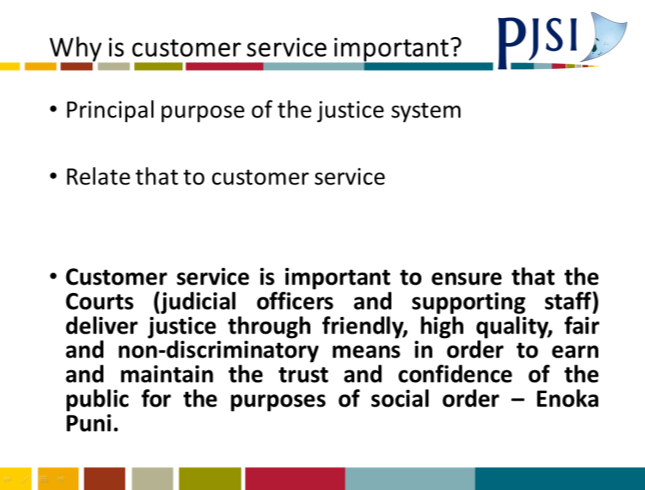 Why is customer service important?
PJSI
• Principal purpose of the justice system
• Relate that to customer service
• Customer service is important to ensure that the
Courts (judicial officers and supporting staff)
deliver justice through friendly, high quality, fair
and non-discriminatory means in order to earn
and maintain the trust and confidence of the
public for the purposes of social order – Enoka
Puni.